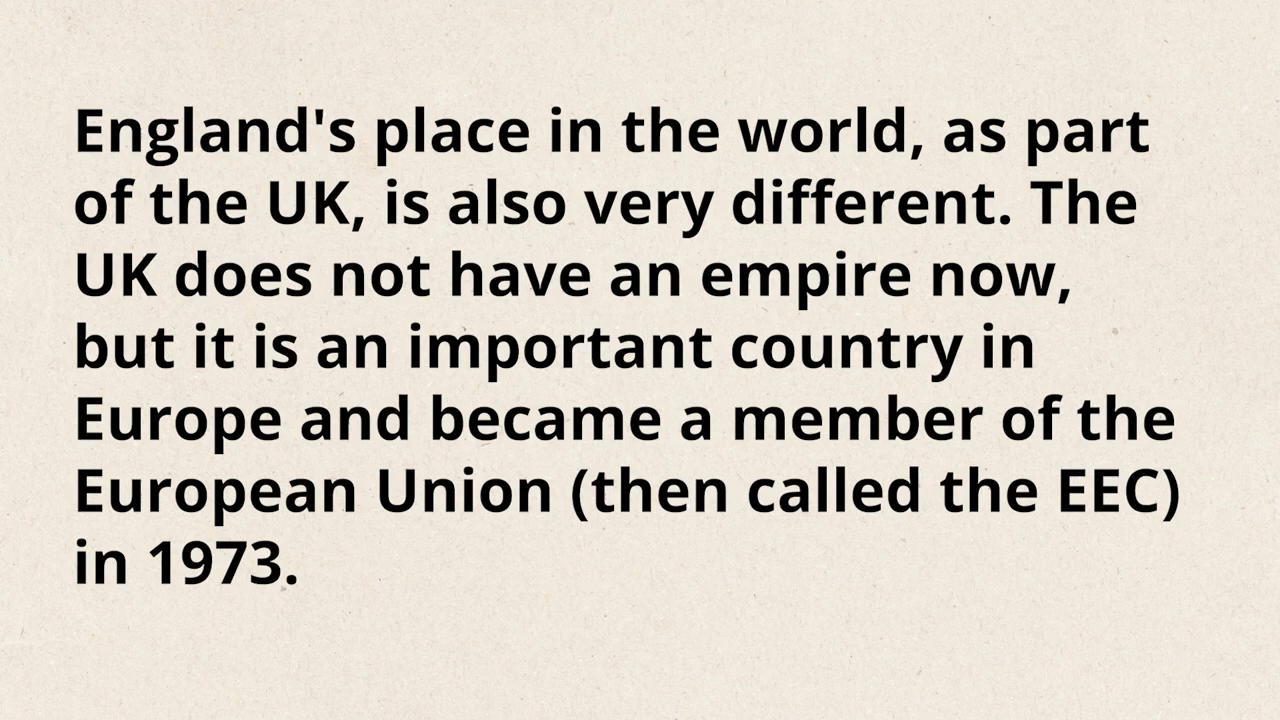 England's place in the world, as part
of the UK, is also very different. The
UK does not have an empire now,
but it is an important country in
Europe and became a member of the
European Union (then called the EEC)
in 1973.